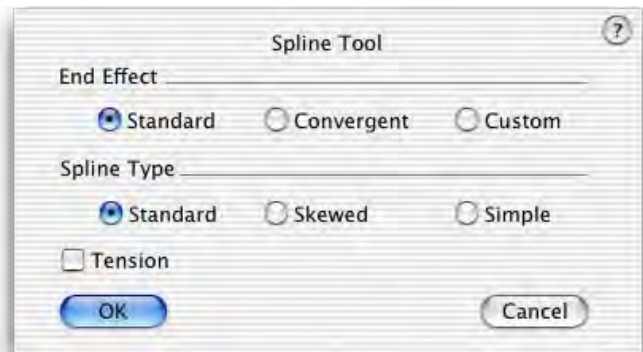 Spline Tool
?
End Effect
Standard Convergent Custom
Spline Type
Standard Skewed Simple
Tension
OK Cancel